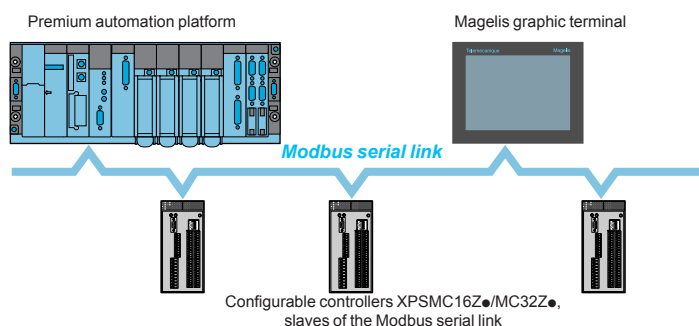 Premium automation platform
Magelis graphic terminal
Telemecanique
Magelis
Modbus serial link
Configurable controllers XPSMC16Z●/MC32Z●,
slaves of the Modbus serial link